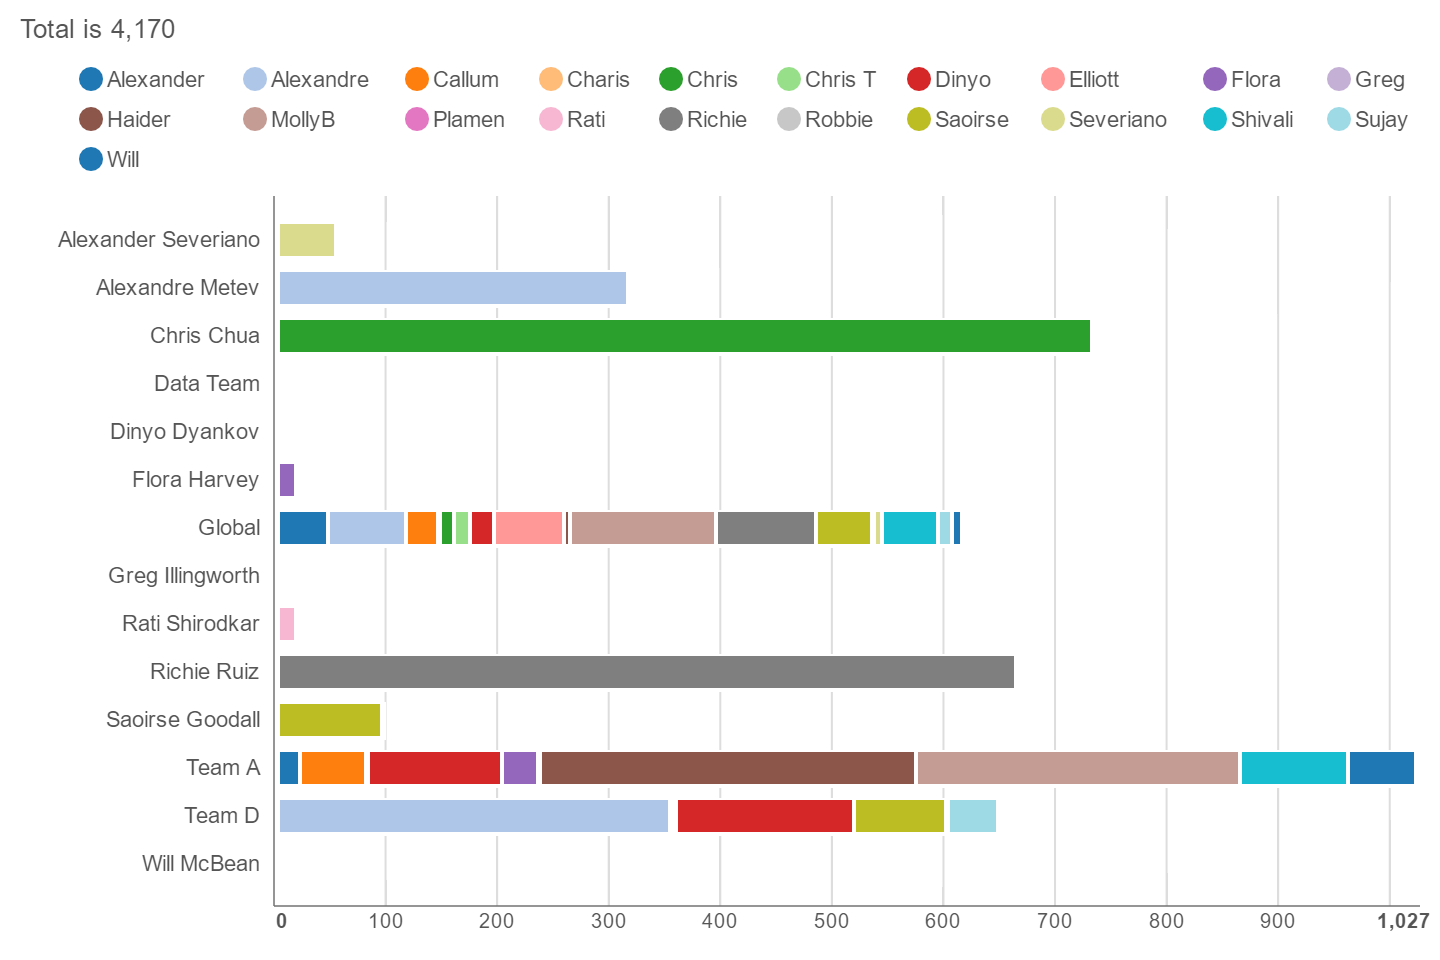 Total is 4,170
Alexander Alexandre Callum Charis Chris Chris T Dinyo Elliott Flora Greg
Haider MollyB Plamen Rati Richie Robbie Saoirse Severiano Shivali Sujay
Will
Alexander Severiano
Alexandre Metev
Chris Chua
Data Team
Dinyo Dyankov
Flora Harvey
Global
Greg Illingworth
Rati Shirodkar
Richie Ruiz
Saoirse Goodall
Team A
Team D
Will McBean
0 100 200 300 400 500 600 700 800 900 1,027